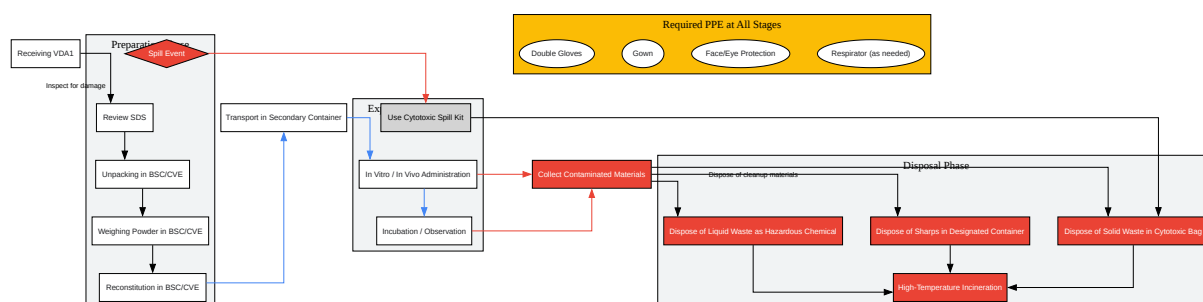 Required PPE at All Stages
Double Gloves
Gown
Face/Eye Protection
Respirator (as needed)
Receiving VDA1
Spill Event
Inspect for damage
Review SDS
Transport in Secondary Container
Use Cytotoxic Spill Kit
Unpacking in BSC/CVE
In Vitro / In Vivo Administration
Collect Contaminated Materials
Disposal Phase
Dispose of cleanup materials
Weighing Powder in BSC/CVE
Incubation / Observation
Dispose of Liquid Waste as Hazardous Chemical
Dispose of Sharps in Designated Container
Dispose of Solid Waste in Cytotoxic Bag
Reconstitution in BSC/CVE
High-Temperature Incineration